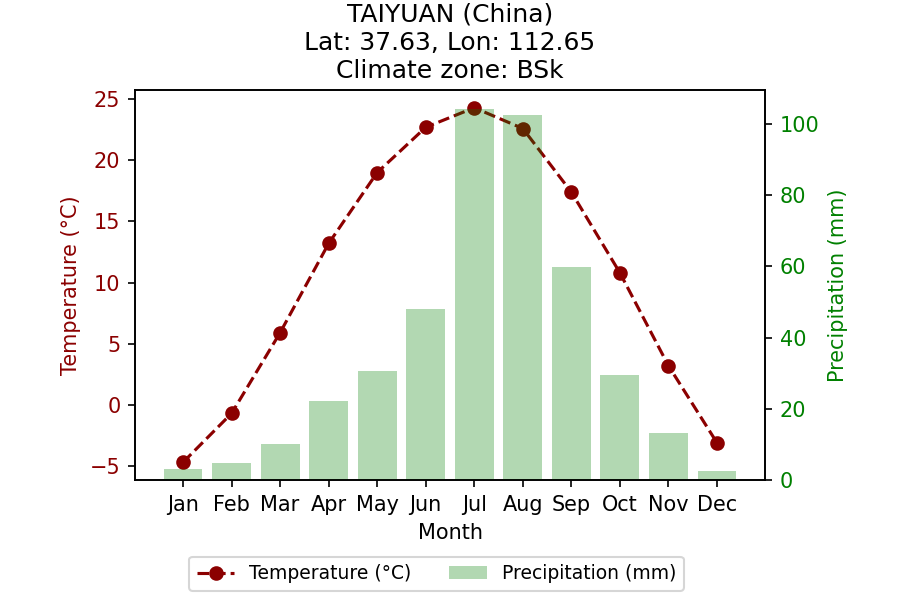 TAIYUAN (China)
Lat: 37.63, Lon: 112.65
Climate zone: BSk
25
20
15
10
5
0
−5
Temperature (°C)
100
80
60
40
20
0
Precipitation (mm)
Jan Feb Mar Apr May Jun Jul Aug Sep Oct Nov Dec
Month
Temperature (°C) Precipitation (mm)